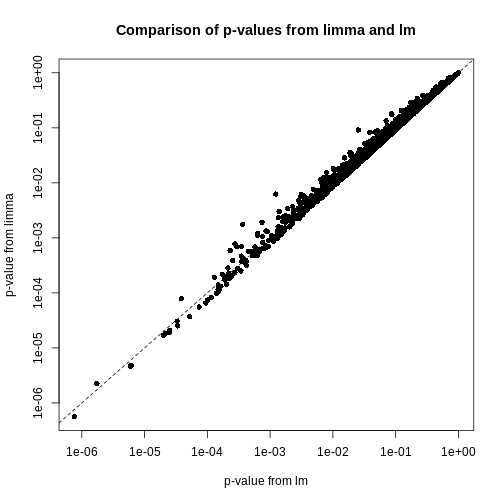 Comparison of p-values from limma and lm
p-value from limma
1e+00
1e-01
1e-02
1e-03
1e-04
1e-05
1e-06
1e-06
1e-05
1e-04
1e-03
1e-02
1e-01
1e+00
p-value from lm